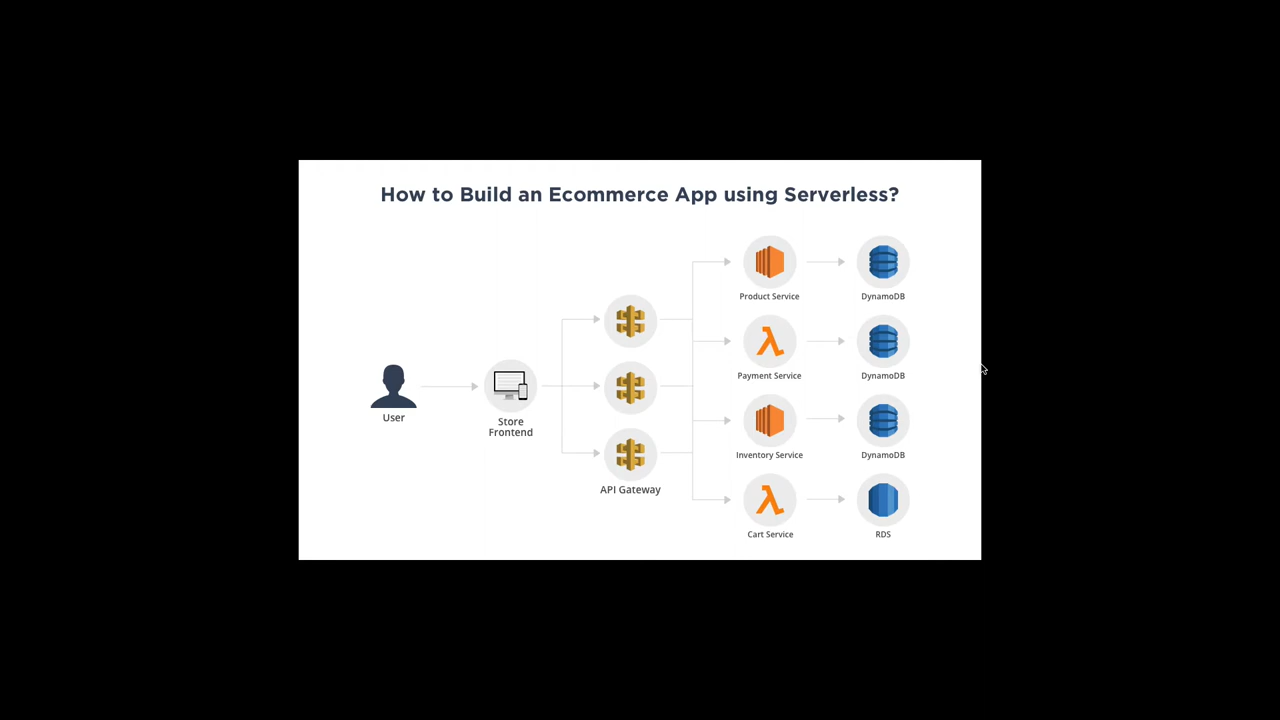 How to Build an Ecommerce App using Serverless?
User
Store
Frontend
API Gateway
Product Service
DynamoDB
Payment Service
DynamoDB
Inventory Service
DynamoDB
Cart Service
RDS